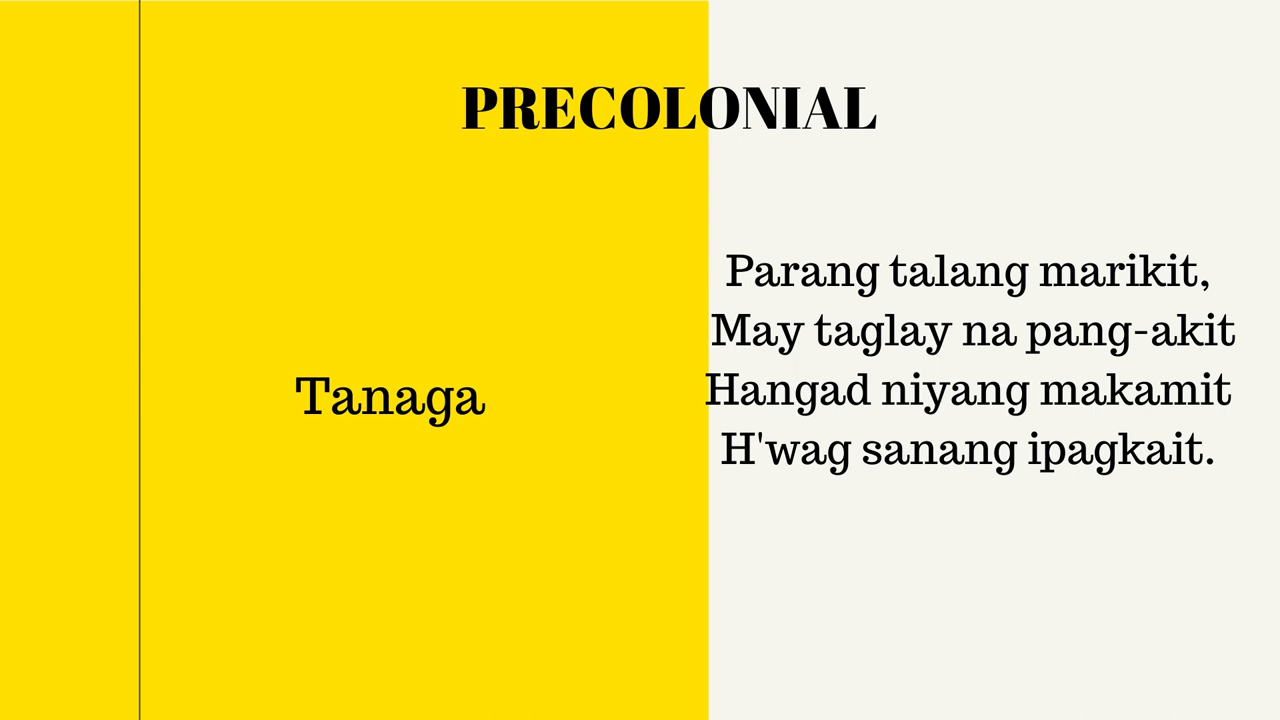 PRECOLONIAL
Tanaga
Parang talang marikit,
May taglay na pang-akit
Hangad niyang makamit
H'wag sanang ipagkait.